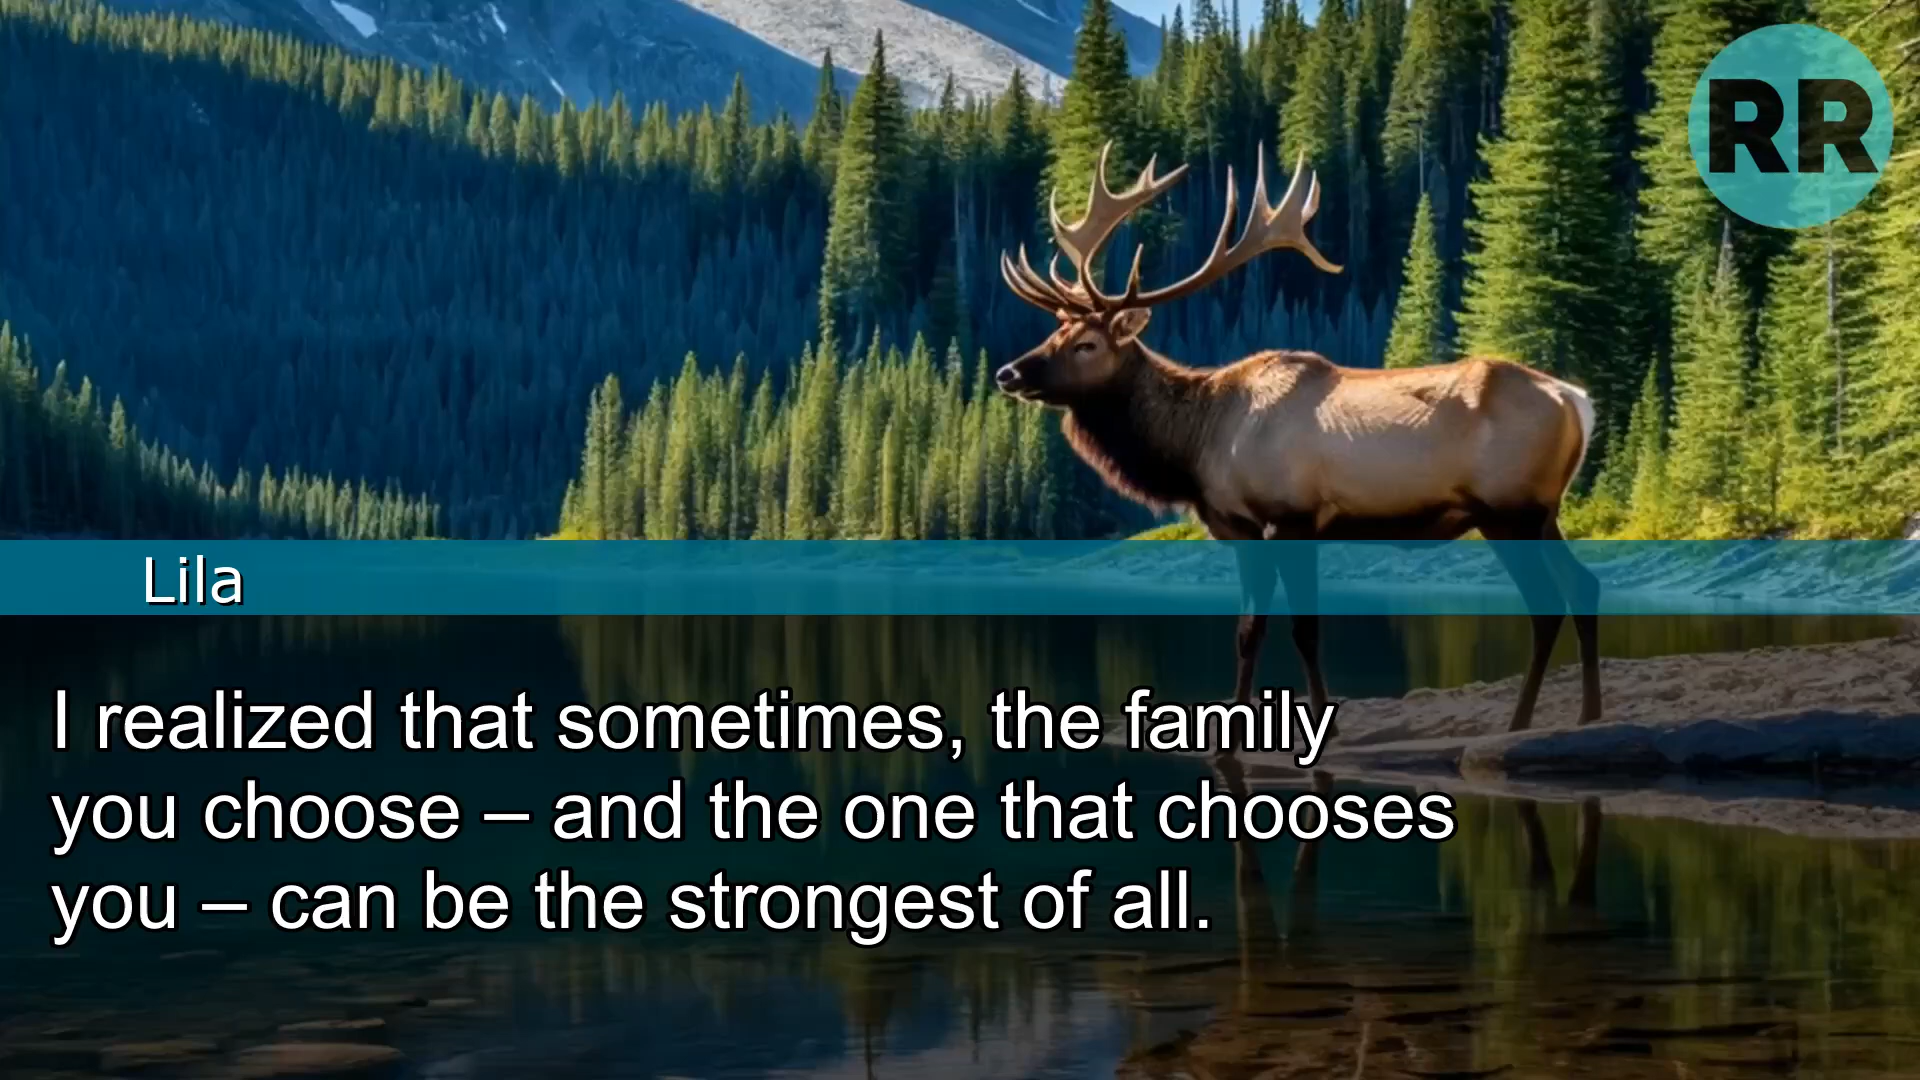 RR
Lila
I realized that sometimes, the family
you choose – and the one that chooses
you – can be the strongest of all.